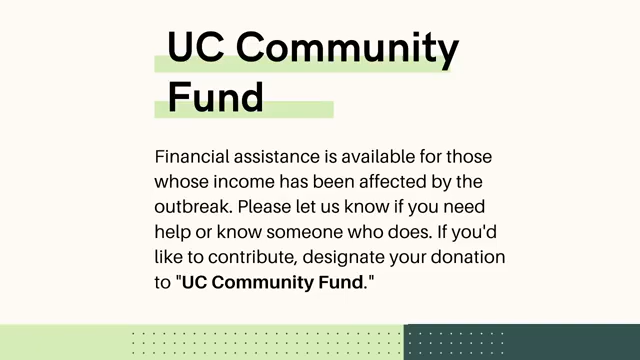 UC Community
Fund
Financial assistance is available for those
whose income has been affected by the
outbreak. Please let us know if you need
help or know someone who does. If you'd
like to contribute, designate your donation
to "UC Community Fund."